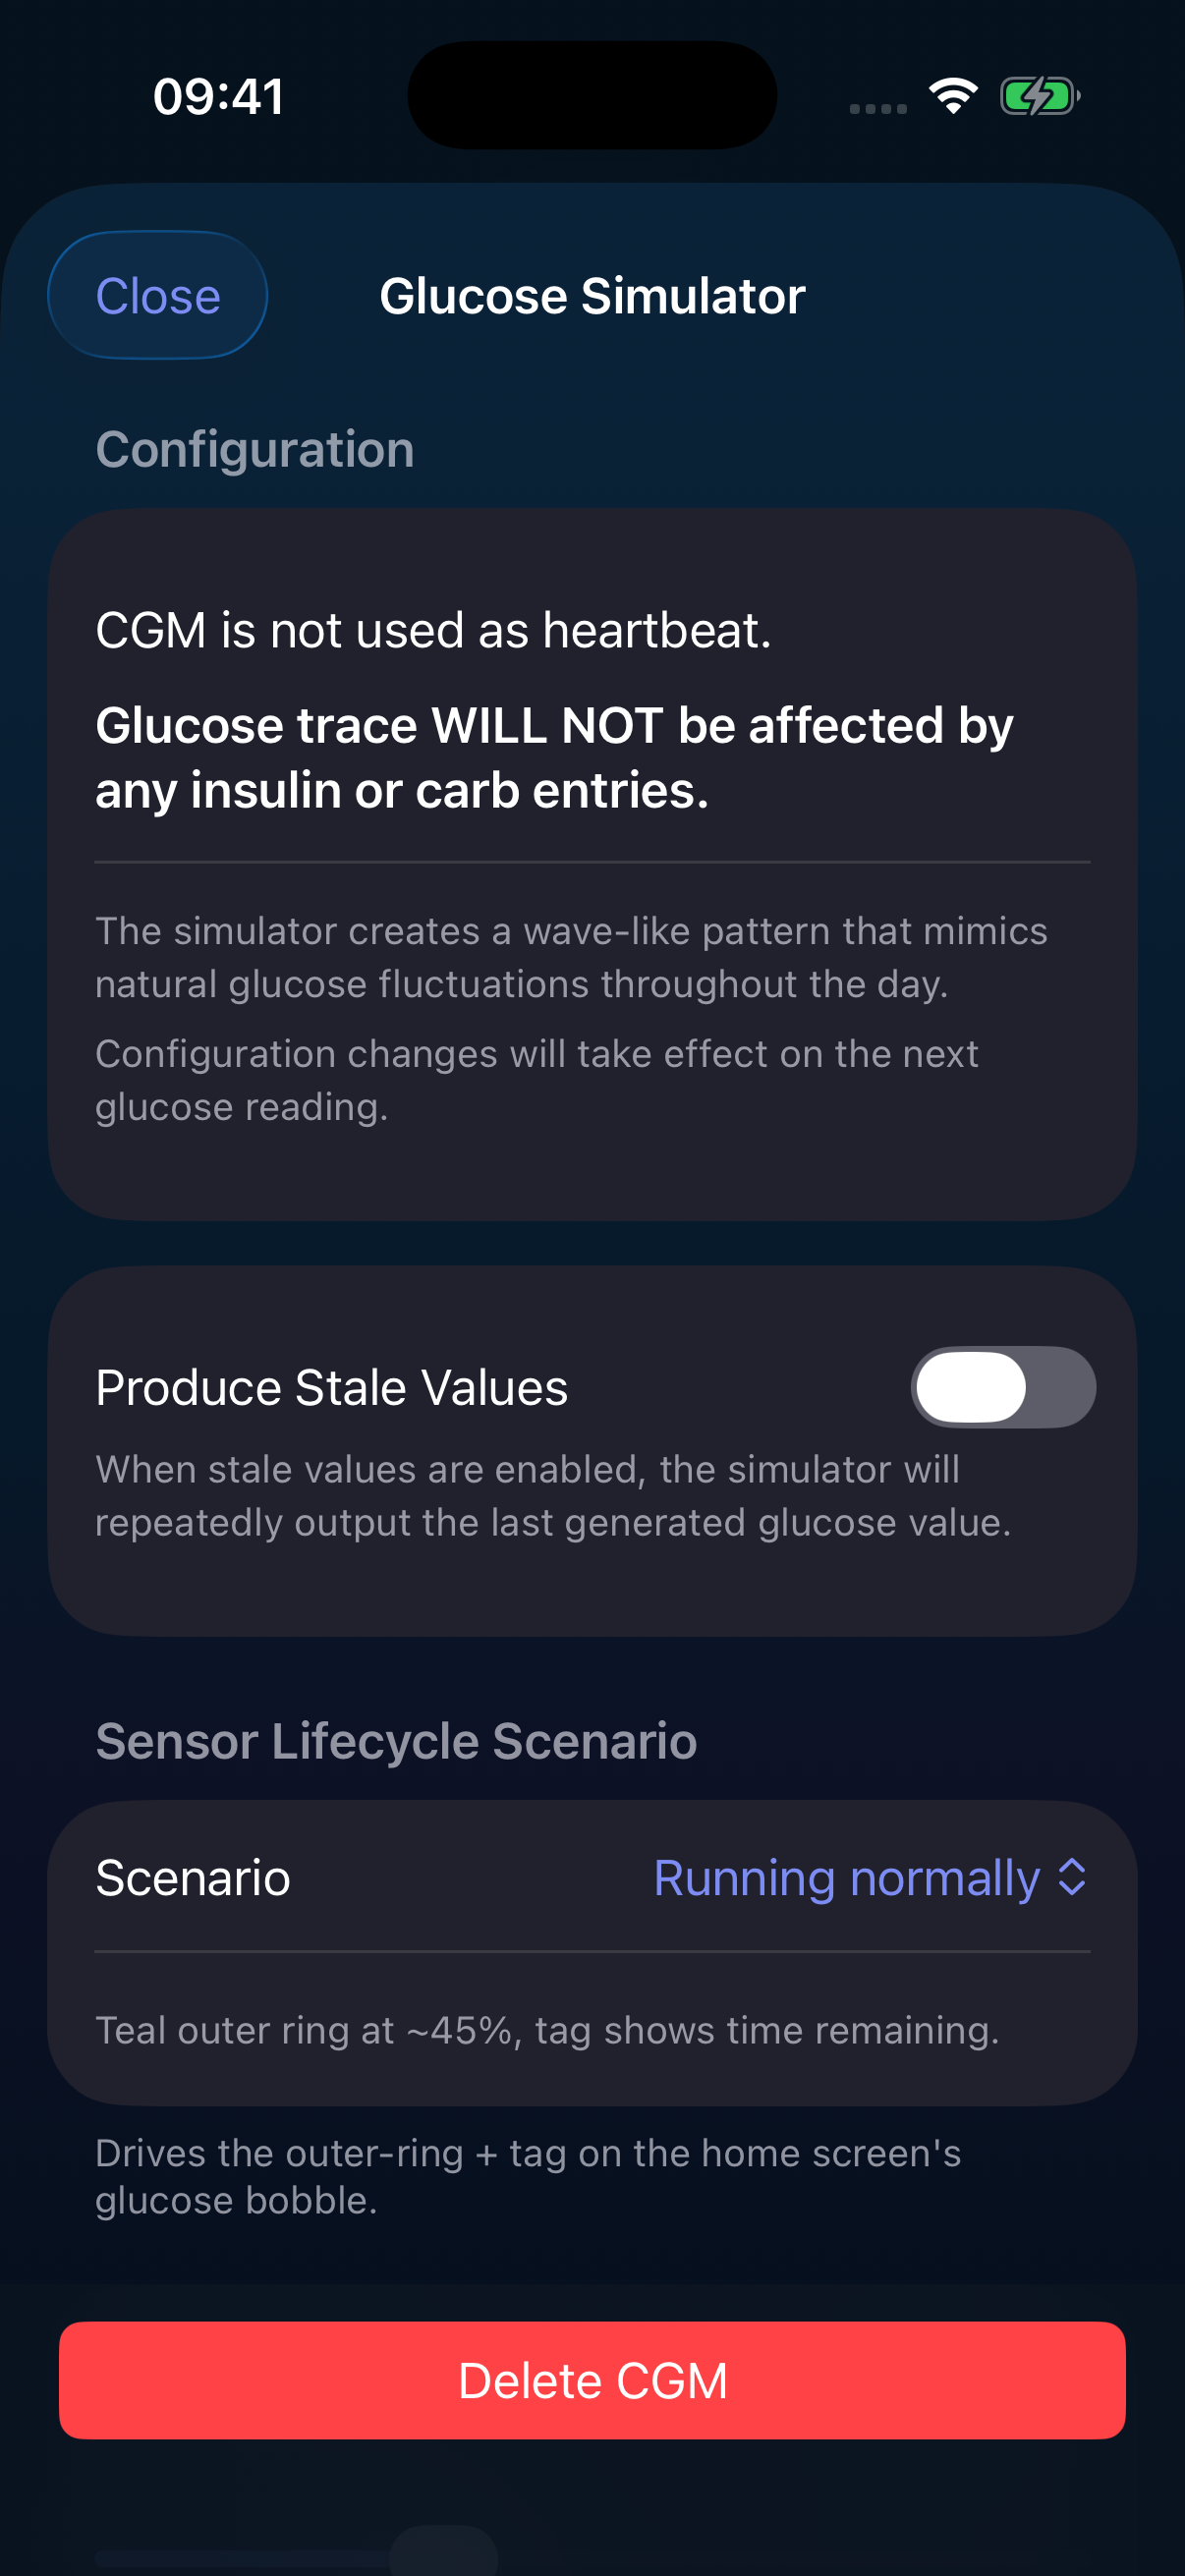 09:41
Close
Glucose Simulator
Configuration
CGM is not used as heartbeat.
Glucose trace WILL NOT be affected by
any insulin or carb entries.
The simulator creates a wave-like pattern that mimics
natural glucose fluctuations throughout the day.
Configuration changes will take effect on the next
glucose reading.
Produce Stale Values
When stale values are enabled, the simulator will
repeatedly output the last generated glucose value.
Sensor Lifecycle Scenario
Scenario
Running normally
Teal outer ring at ~45%, tag shows time remaining.
Drives the outer-ring + tag on the home screen's
glucose bobble.
Delete CGM